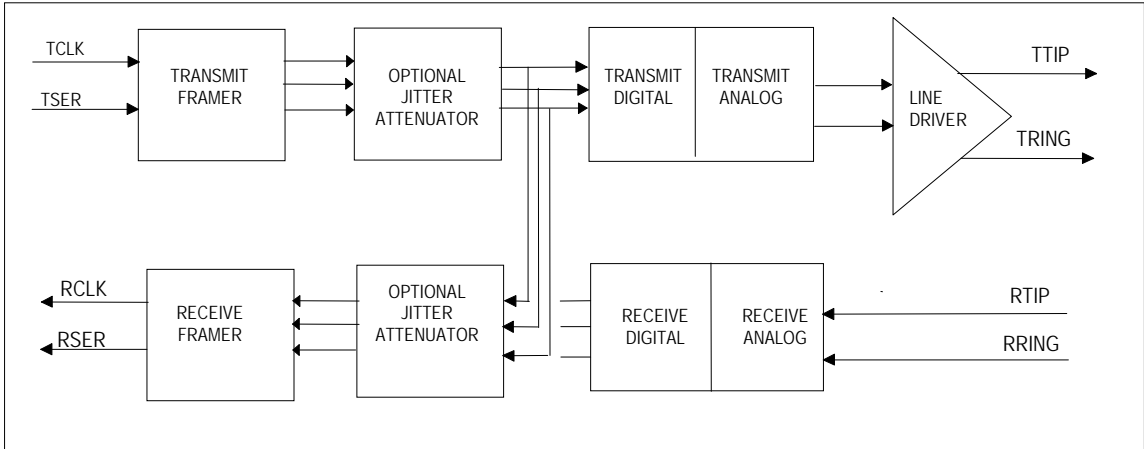 TCLK
TSER
TRANSMIT
FRAMER
OPTIONAL
JITTER
ATTENUATOR
TRANSMIT
DIGITAL
TRANSMIT
ANALOG
LINE
DRIVER
TTIP
TRING
RCLK
RSER
RECEIVE
FRAMER
OPTIONAL
JITTER
ATTENUATOR
RECEIVE
DIGITAL
RECEIVE
ANALOG
RTIP
RRING